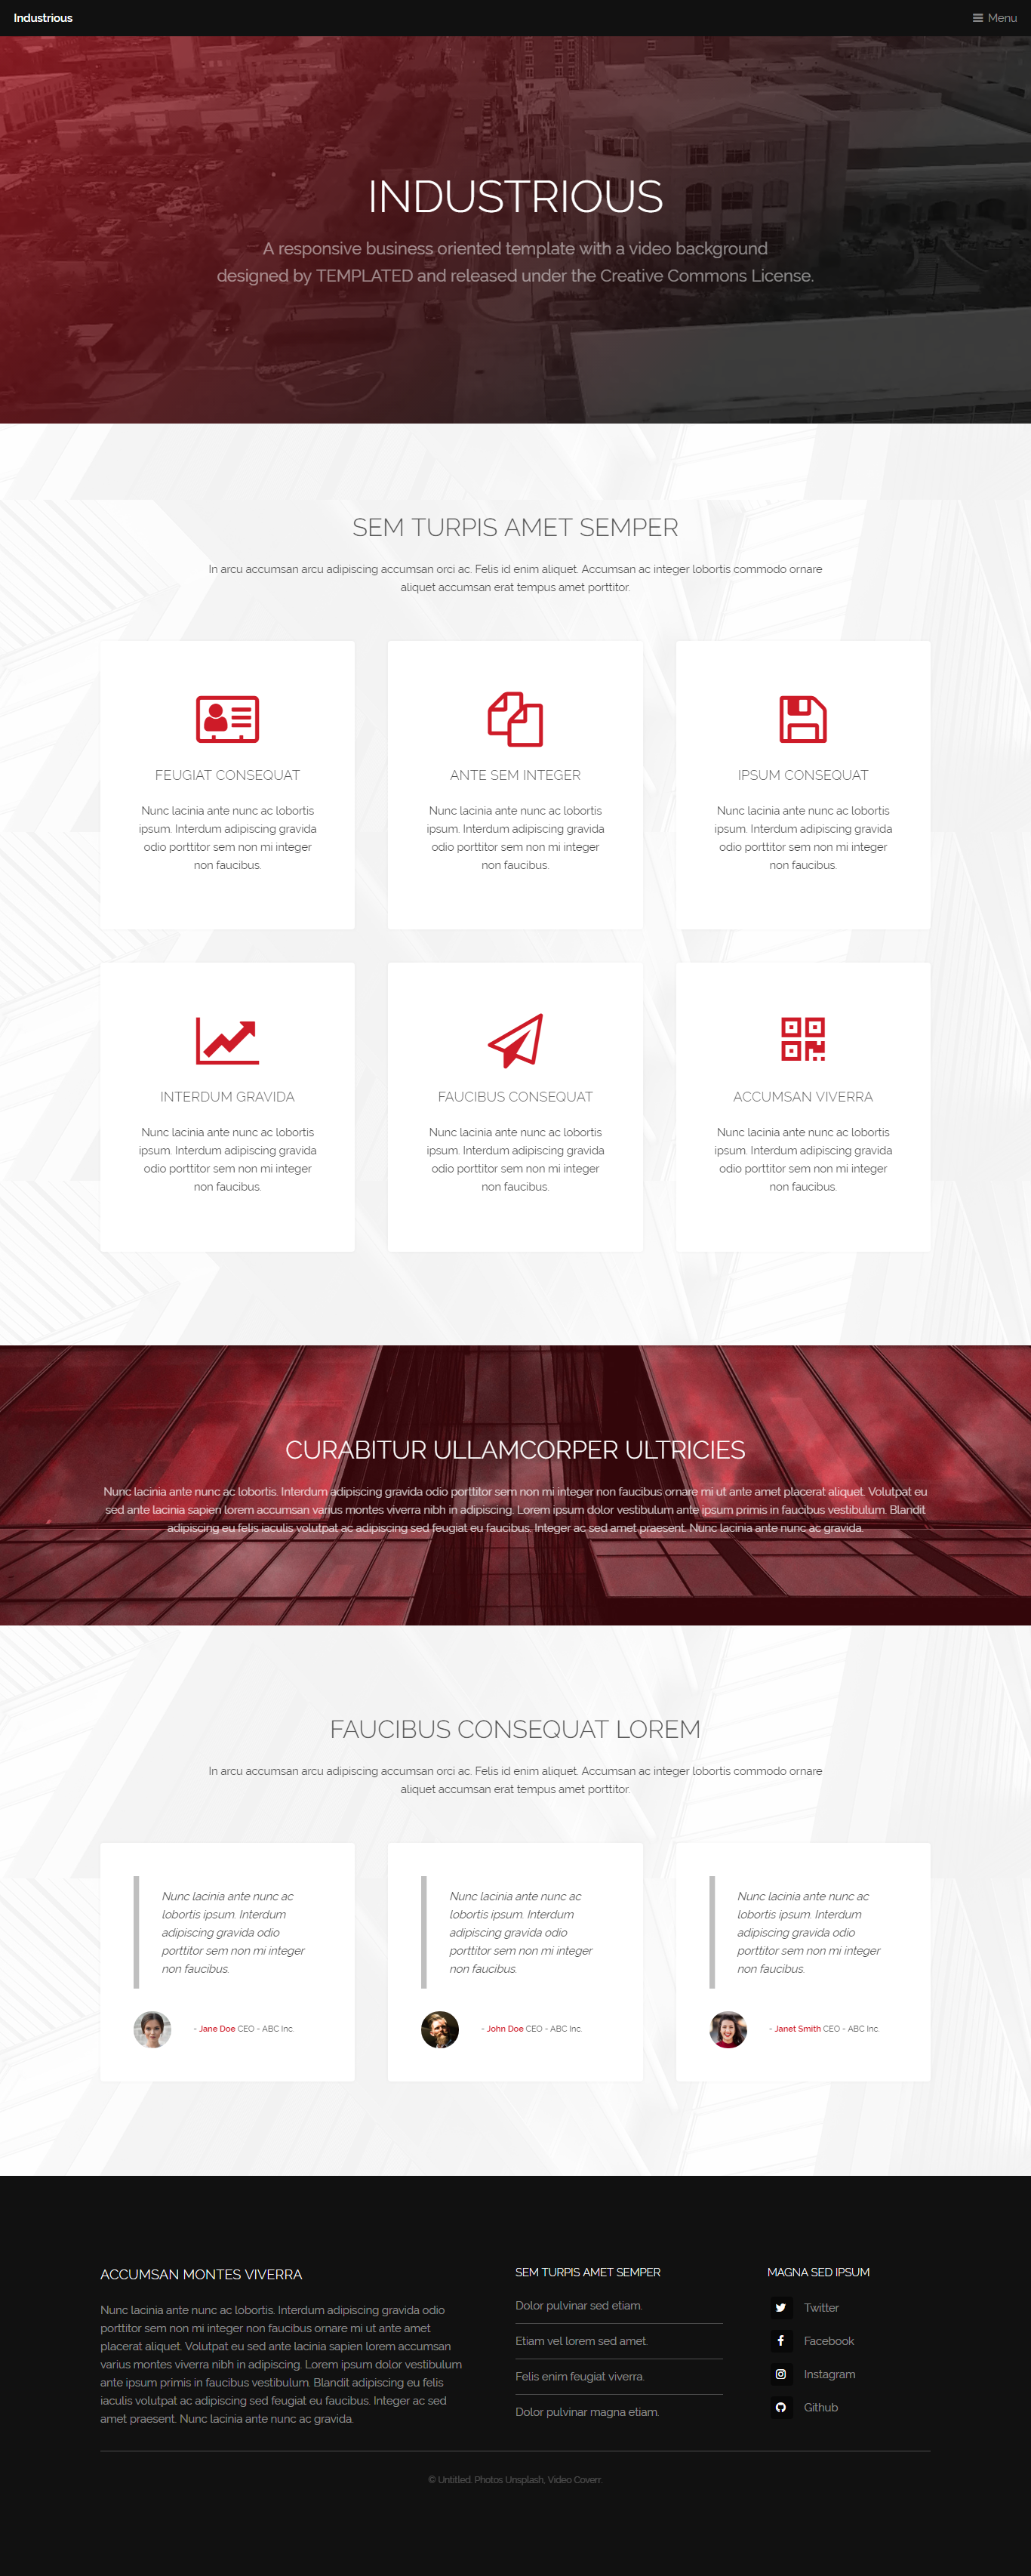 Industrious
Menu
INDUSTRIOUS
A responsive business oriented template with a video background
designed by TEMPLATED and released under the Creative Commons License.
SEM TURPIS AMET SEMPER
In arcu accumsan arcu adipiscing accumsan orci ac. Felis id enim aliquet. Accumsan ac integer lobortis commodo ornare
aliquet accumsan erat tempus amet porttitor.
FEUGIAT CONSEQUAT
Nunc lacinia ante nunc ac lobortis
ipsum. Interdum adipiscing gravida
odio porttitor sem non mi integer
non faucibus.
ANTE SEM INTEGER
Nunc lacinia ante nunc ac lobortis
ipsum. Interdum adipiscing gravida
odio porttitor sem non mi integer
non faucibus.
IPSUM CONSEQUAT
Nunc lacinia ante nunc ac lobortis
ipsum. Interdum adipiscing gravida
odio porttitor sem non mi integer
non faucibus.
INTERDUM GRAVIDA
Nunc lacinia ante nunc ac lobortis
ipsum. Interdum adipiscing gravida
odio porttitor sem non mi integer
non faucibus.
FAUCIBUS CONSEQUAT
Nunc lacinia ante nunc ac lobortis
ipsum. Interdum adipiscing gravida
odio porttitor sem non mi integer
non faucibus.
ACCUMSAN VIVERRA
Nunc lacinia ante nunc ac lobortis
ipsum. Interdum adipiscing gravida
odio porttitor sem non mi integer
non faucibus.
CURABITUR ULLAMCORPER ULTRICIES
Nunc lacinia ante nunc ac lobortis. Interdum adipiscing gravida odio porttitor sem non mi integer non faucibus ornare mi ut ante amet placerat aliquet. Volutpat eu
sed ante lacinia sapien lorem accumsan varius montes viverra nibh in adipiscing. Lorem ipsum dolor vestibulum ante ipsum primis in faucibus vestibulum. Blandit
adipiscing eu felis iaculis volutpat ac adipiscing sed feugiat eu faucibus. Integer ac sed amet praesent. Nunc lacinia ante nunc ac gravida.
FAUCIBUS CONSEQUAT LOREM
In arcu accumsan arcu adipiscing accumsan orci ac. Felis id enim aliquet. Accumsan ac integer lobortis commodo ornare
aliquet accumsan erat tempus amet porttitor.
Nunc lacinia ante nunc ac
lobortis ipsum. Interdum
adipiscing gravida odio
porttitor sem non mi integer
non faucibus.
- Jane Doe CEO - ABC Inc.
Nunc lacinia ante nunc ac
lobortis ipsum. Interdum
adipiscing gravida odio
porttitor sem non mi integer
non faucibus.
- John Doe CEO - ABC Inc.
Nunc lacinia ante nunc ac
lobortis ipsum. Interdum
adipiscing gravida odio
porttitor sem non mi integer
non faucibus.
- Janet Smith CEO - ABC Inc.
ACCUMSAN MONTES VIVERRA
Nunc lacinia ante nunc ac lobortis. Interdum adipiscing gravida odio
porttitor sem non mi integer non faucibus ornare mi ut ante amet
placerat aliquet. Volutpat eu sed ante lacinia sapien lorem accumsan
varius montes viverra nibh in adipiscing. Lorem ipsum dolor vestibulum
ante ipsum primis in faucibus vestibulum. Blandit adipiscing eu felis
iaculis volutpat ac adipiscing sed feugiat eu faucibus. Integer ac sed
amet praesent. Nunc lacinia ante nunc ac gravida.
SEM TURPIS AMET SEMPER
Dolor pulvinar sed etiam.
Etiam vel lorem sed amet.
Felis enim feugiat viverra.
Dolor pulvinar magna etiam.
MAGNA SED IPSUM
Twitter
Facebook
Instagram
Github
© Untitled. Photos Unsplash, Video Coverr.